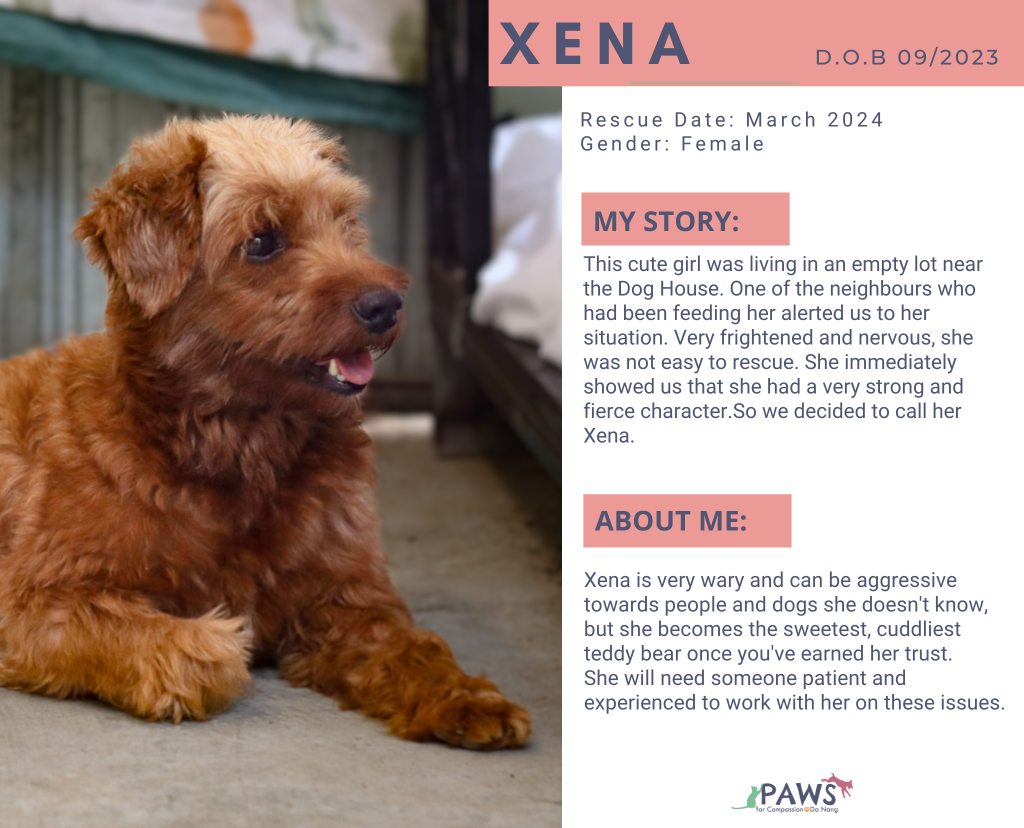 XENA
D.O.B 09/2023
Rescue Date: March 2024
Gender: Female
MY STORY:
This cute girl was living in an empty lot near
the Dog House. One of the neighbours who
had been feeding her alerted us to her
situation. Very frightened and nervous, she
was not easy to rescue. She immediately
showed us that she had a very strong and
fierce character.So we decided to call her
Xena.
ABOUT ME:
Xena is very wary and can be aggressive
towards people and dogs she doesn't know,
but she becomes the sweetest, cuddliest
teddy bear once you've earned her trust.
She will need someone patient and
experienced to work with her on these issues.
PAWS
for Compassion@Da Nang